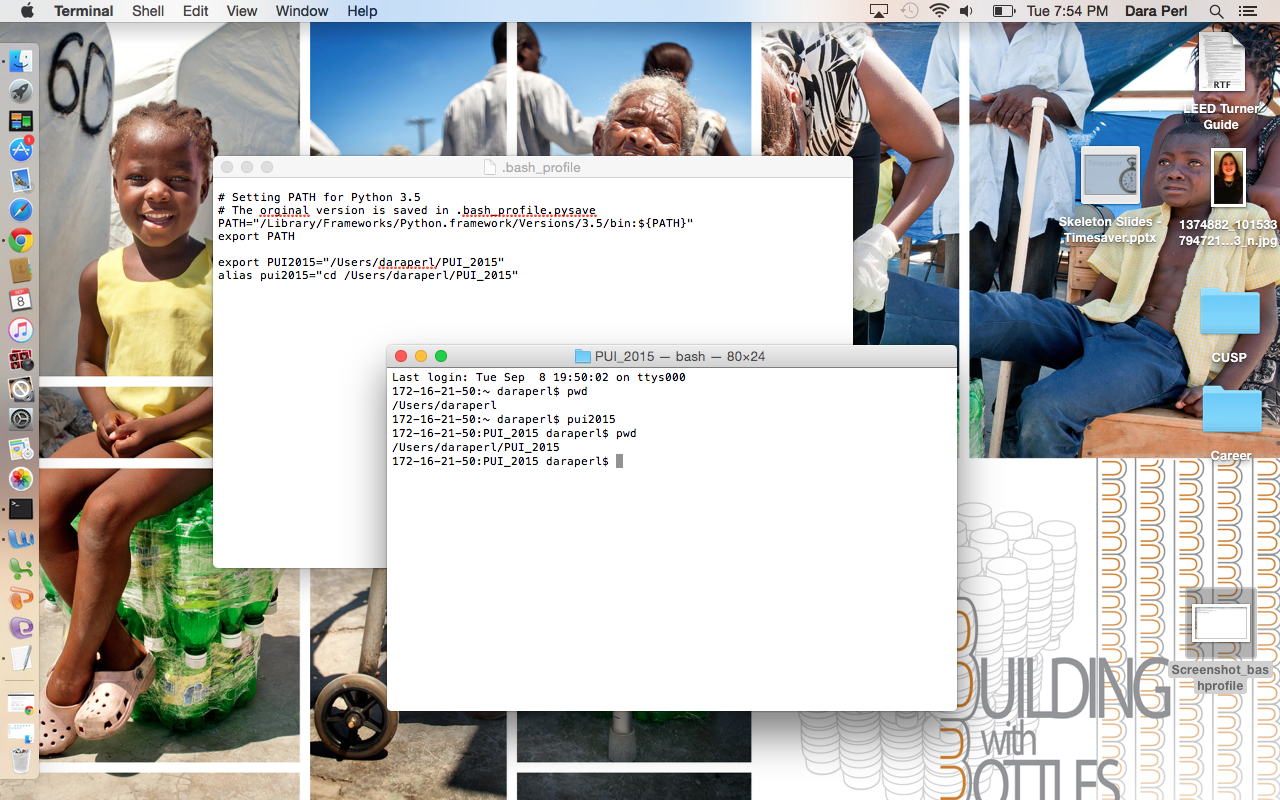 Terminal Shell Edit View Window Help Tue 7:54 PM Dara Perl
60
RTF
LEED Turner
Guide
Skeleton Slides -
Timesaver.pptx
1374882_101533
794721...3_n.jpg
CUSP
Career
Screenshot_bas
hprofile
SEP
8
.bash_profile
# Setting PATH for Python 3.5
# The orginal version is saved in .bash_profile.pysave
PATH="/Library/Frameworks/Python.framework/Versions/3.5/bin:${PATH}"
export PATH
export PUI2015="/Users/daraperl/PUI_2015"
alias pui2015="cd /Users/daraperl/PUI_2015"
PUI_2015 — bash — 80×24
Last login: Tue Sep  8 19:50:02 on ttys000
172-16-21-50:~ daraperl$ pwd
/Users/daraperl
172-16-21-50:~ daraperl$ pui2015
172-16-21-50:PUI_2015 daraperl$ pwd
/Users/daraperl/PUI_2015
172-16-21-50:PUI_2015 daraperl$
BUILDING
with
BOTTLES